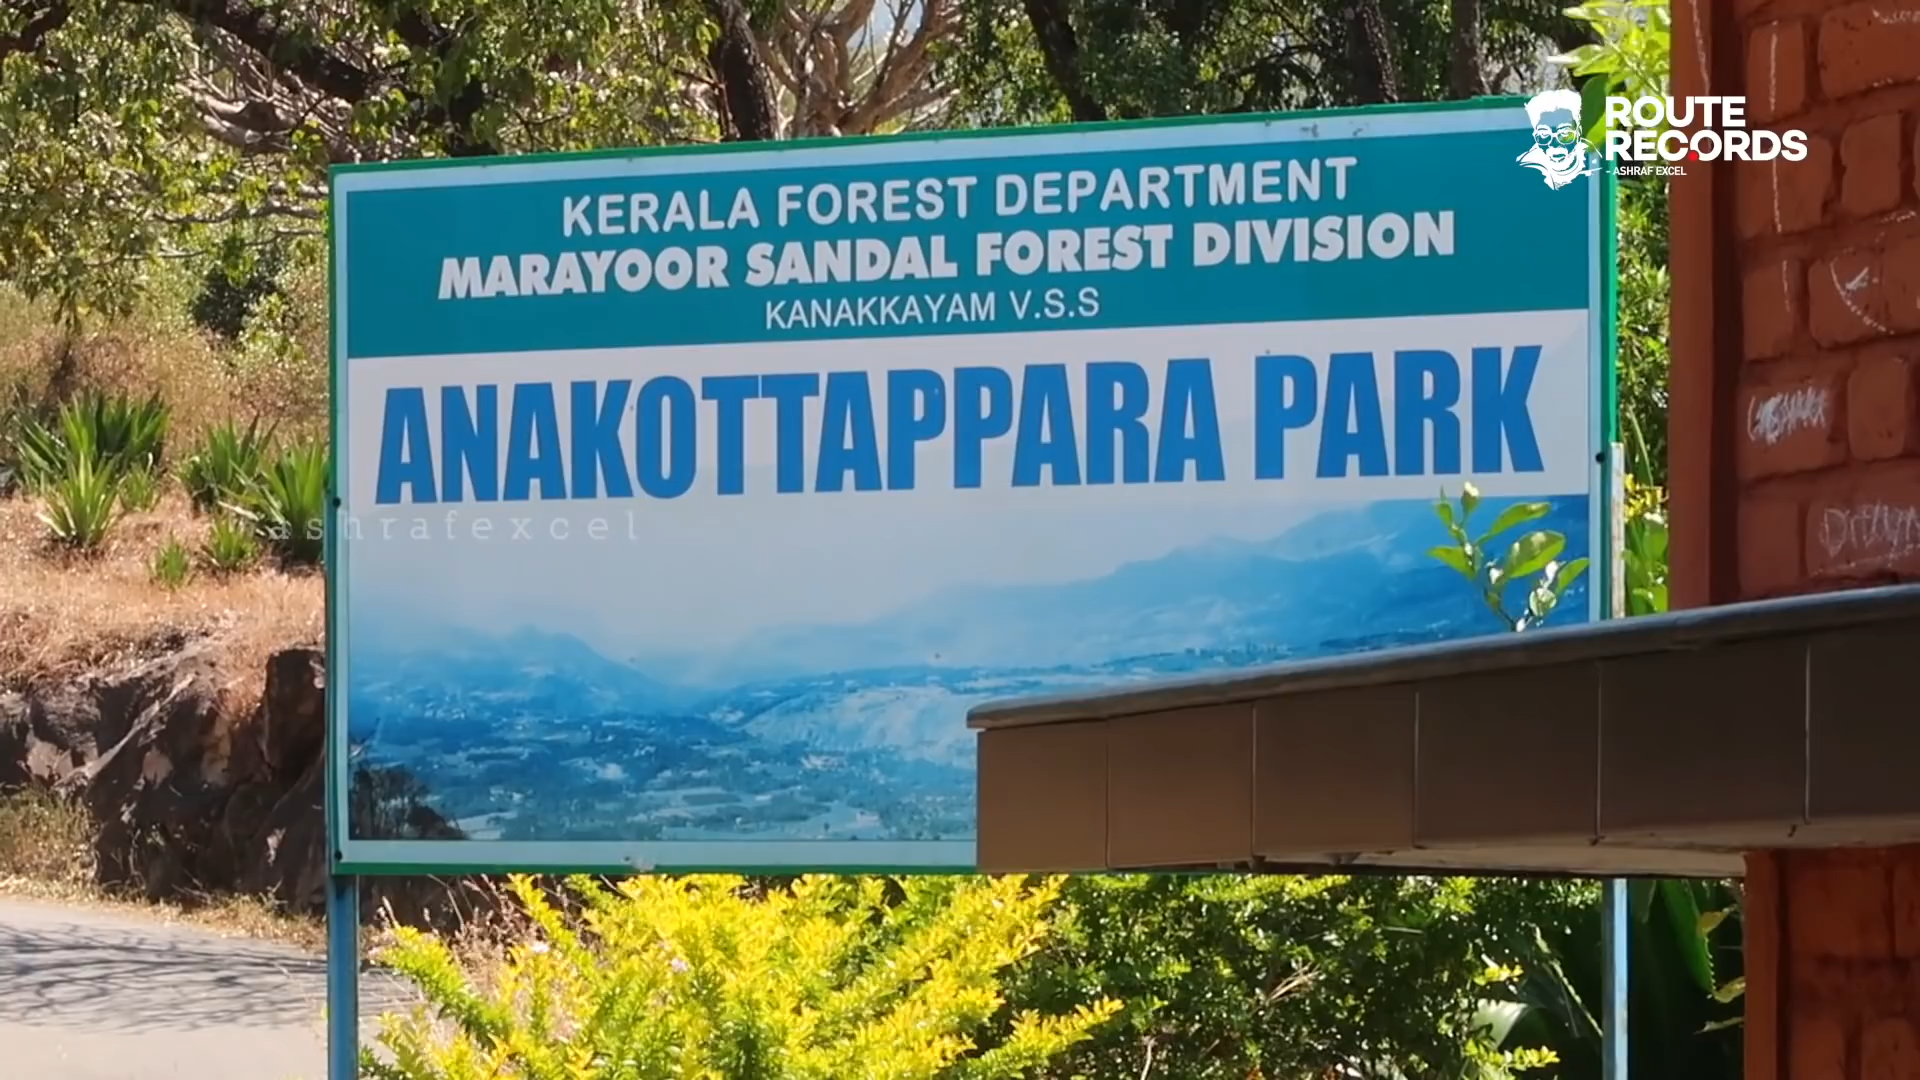 ROUTE
RECORDS
- ASHRAF EXCEL
KERALA FOREST DEPARTMENT
MARAYOOR SANDAL FOREST DIVISION
KANAKKAYAM V.S.S
ANAKOTTAPPARA PARK
ashrafexcel